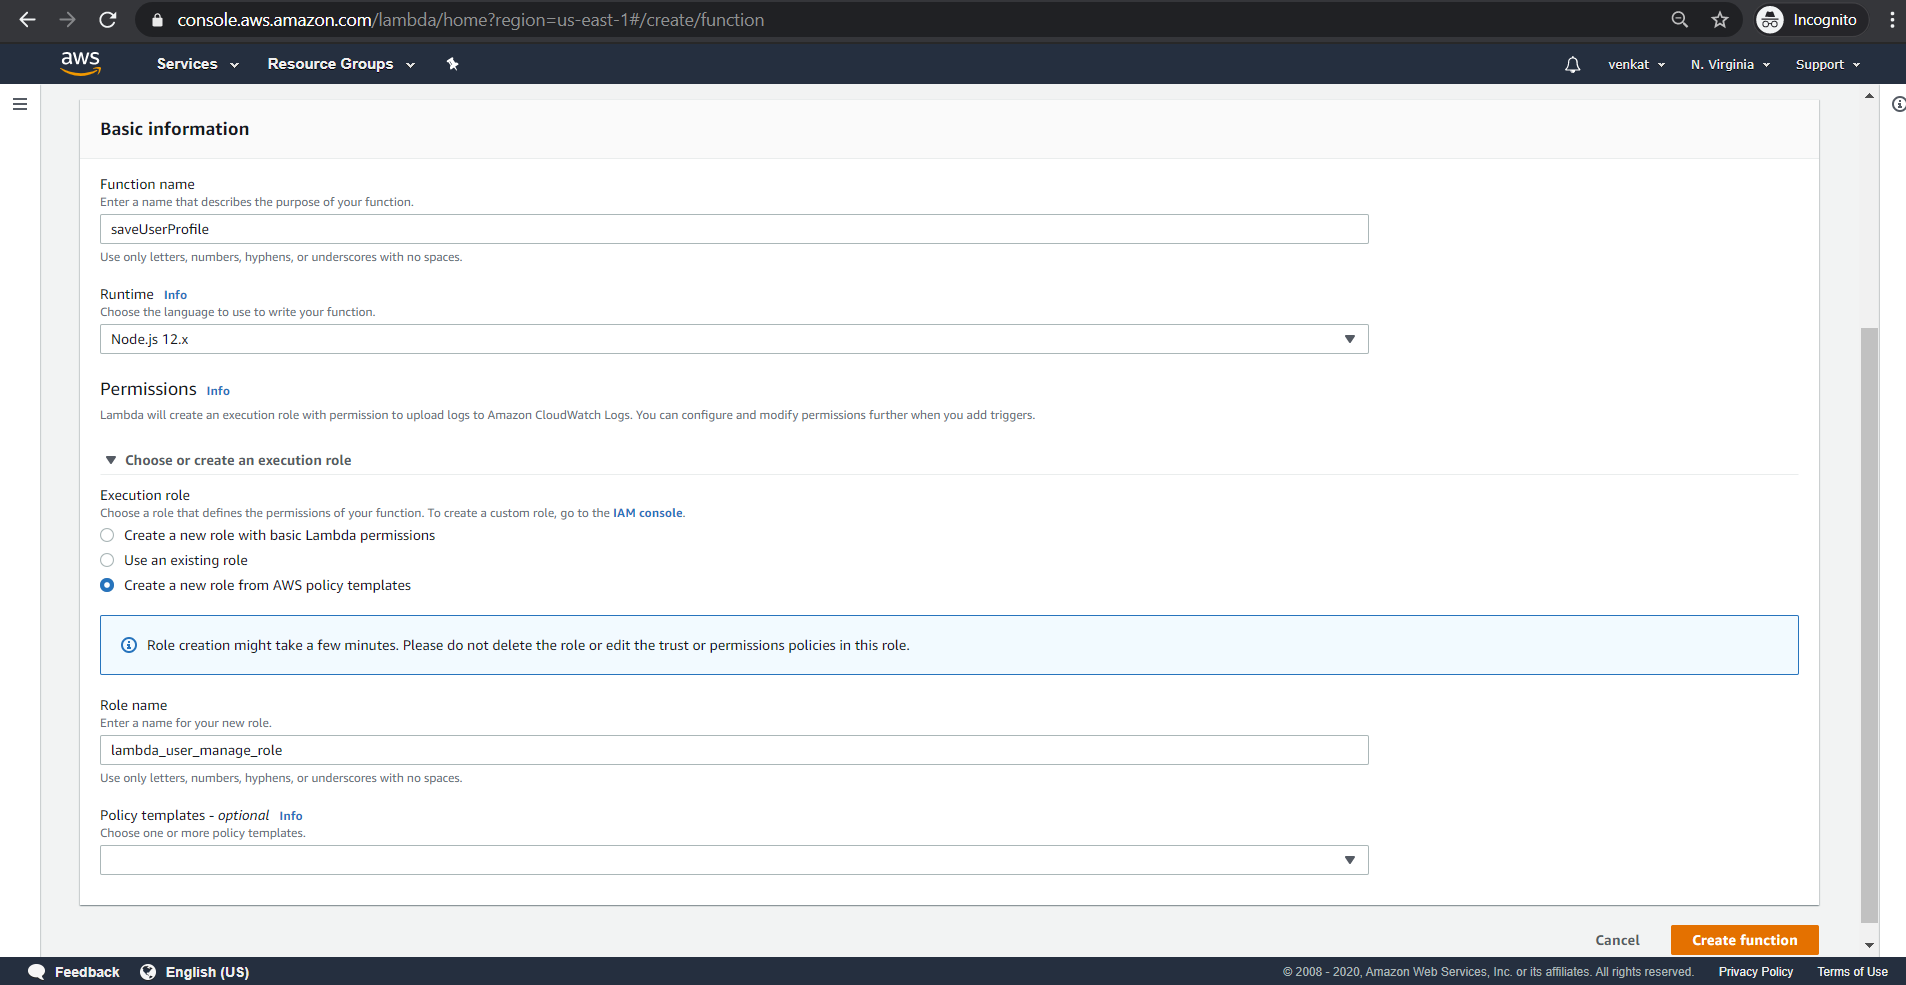 console.aws.amazon.com/lambda/home?region=us-east-1#/create/function
Incognito
aws
Services
Resource Groups
venkat
N. Virginia
Support
Basic information
Function name
Enter a name that describes the purpose of your function.
saveUserProfile
Use only letters, numbers, hyphens, or underscores with no spaces.
Runtime Info
Choose the language to use to write your function.
Node.js 12.x
Permissions Info
Lambda will create an execution role with permission to upload logs to Amazon CloudWatch Logs. You can configure and modify permissions further when you add triggers.
Choose or create an execution role
Execution role
Choose a role that defines the permissions of your function. To create a custom role, go to the IAM console.
Create a new role with basic Lambda permissions
Use an existing role
Create a new role from AWS policy templates
Role creation might take a few minutes. Please do not delete the role or edit the trust or permissions policies in this role.
Role name
Enter a name for your new role.
lambda_user_manage_role
Use only letters, numbers, hyphens, or underscores with no spaces.
Policy templates - optional Info
Choose one or more policy templates.
Cancel
Create function
Feedback
English (US)
© 2008 - 2020, Amazon Web Services, Inc. or its affiliates. All rights reserved.
Privacy Policy
Terms of Use